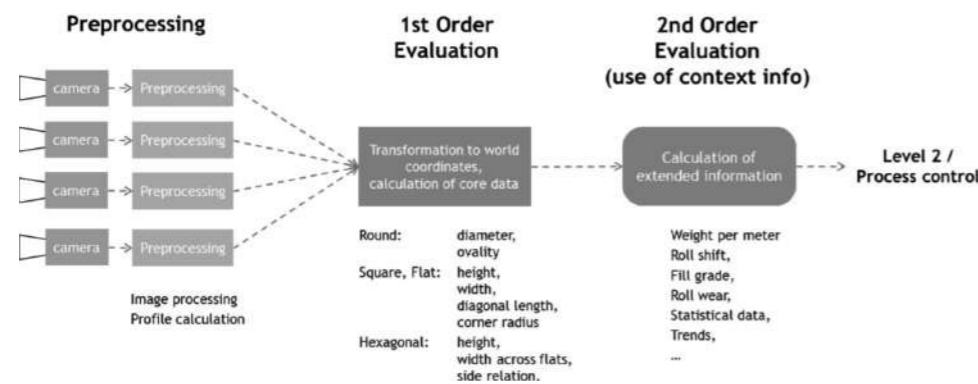 Preprocessing
1st Order
Evaluation
2nd Order
Evaluation
(use of context info)
camera
Preprocessing
camera
Preprocessing
camera
Preprocessing
camera
Preprocessing
Image processing
Profile calculation
Transformation to world
coordinates,
calculation of core data
Round: diameter,
ovality
Square, Flat: height,
width,
diagonal length,
corner radius
Hexagonal: height,
width across flats,
side relation,
Calculation of
extended information
Weight per meter
Roll shift,
Fill grade,
Roll wear,
Statistical data,
Trends,
...
Level 2 /
Process control